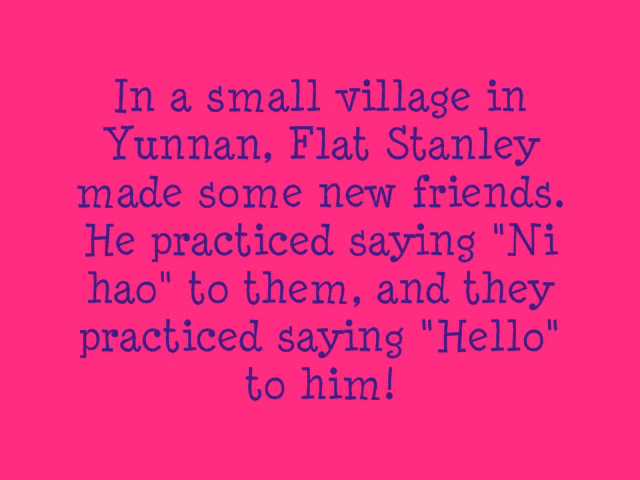 In a small village in
Yunnan, Flat Stanley
made some new friends.
He practiced saying "Ni
hao" to them, and they
practiced saying "Hello"
to him!